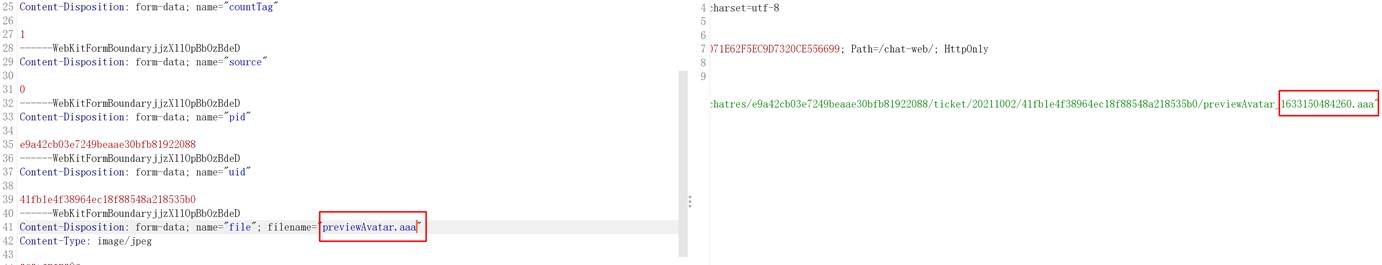 25 Content-Disposition: form-data; name="countTag"
26
27 1
28 ------WebKitFormBoundaryjjzXllOpBbOzBdeD
29 Content-Disposition: form-data; name="source"
30
31 0
32 ------WebKitFormBoundaryjjzXllOpBbOzBdeD
33 Content-Disposition: form-data; name="pid"
34
35 e9a42cb03e7249beaae30bfb81922088
36 ------WebKitFormBoundaryjjzXllOpBbOzBdeD
37 Content-Disposition: form-data; name="uid"
38
39 41fb1e4f38964ec18f88548a218535b0
40 ------WebKitFormBoundaryjjzXllOpBbOzBdeD
41 Content-Disposition: form-data; name="file"; filename="previewAvatar.aaa"
42 Content-Type: image/jpeg
43
4 charset=utf-8
5
6
7 071E62F5EC9D7320CE556699; Path=/chat-web/; HttpOnly
8
9
chatres/e9a42cb03e7249beaae30bfb81922088/ticket/20211002/41fb1e4f38964ec18f88548a218535b0/previewAvatar_1633150484260.aaa"